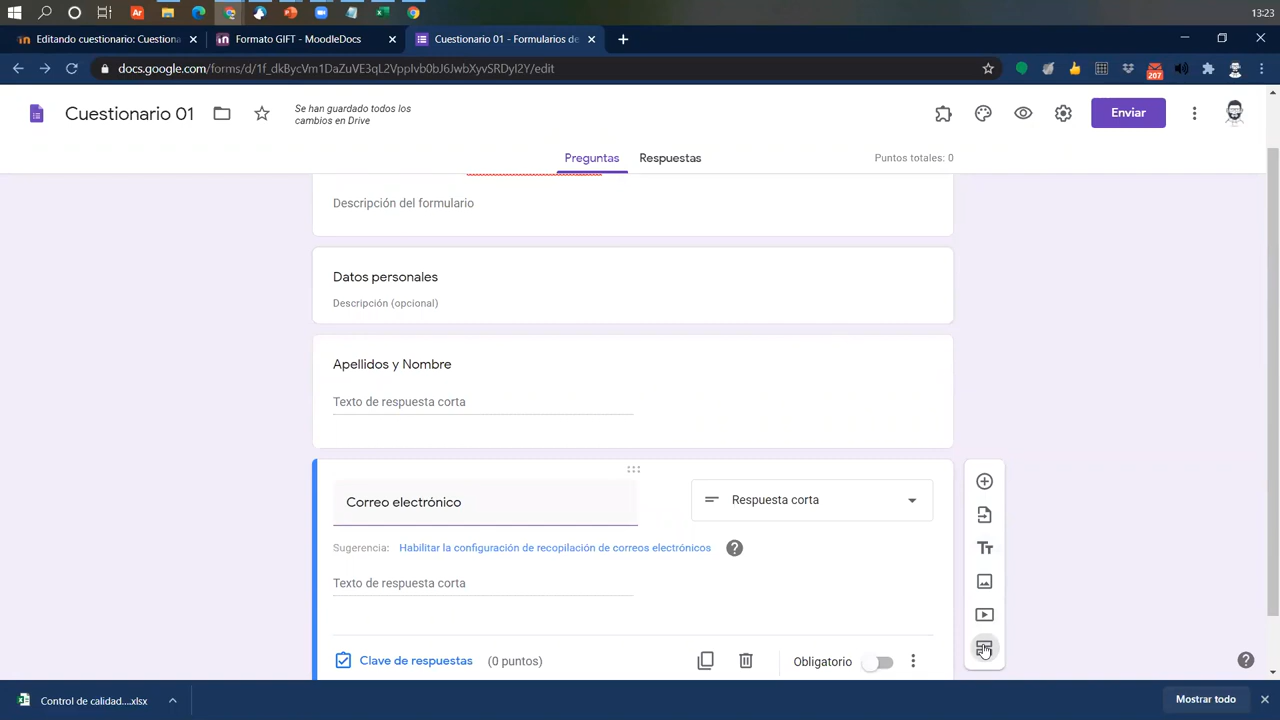 13:23
Editando cuestionario: Cuestiona
Formato GIFT - MoodleDocs
Cuestionario 01 - Formularios de
docs.google.com/forms/d/1f_dkBycVm1DaZuVE3qL2VppIvb0bJ6JwbXyvSRDyI2Y/edit
207
Cuestionario 01
Se han guardado todos los
cambios en Drive
Enviar
Preguntas
Respuestas
Puntos totales: 0
Descripción del formulario
Datos personales
Descripción (opcional)
Apellidos y Nombre
Texto de respuesta corta
Correo electrónico
Respuesta corta
Sugerencia: Habilitar la configuración de recopilación de correos electrónicos
Texto de respuesta corta
Clave de respuestas (0 puntos)
Obligatorio
Control de calidad....xlsx
Mostrar todo